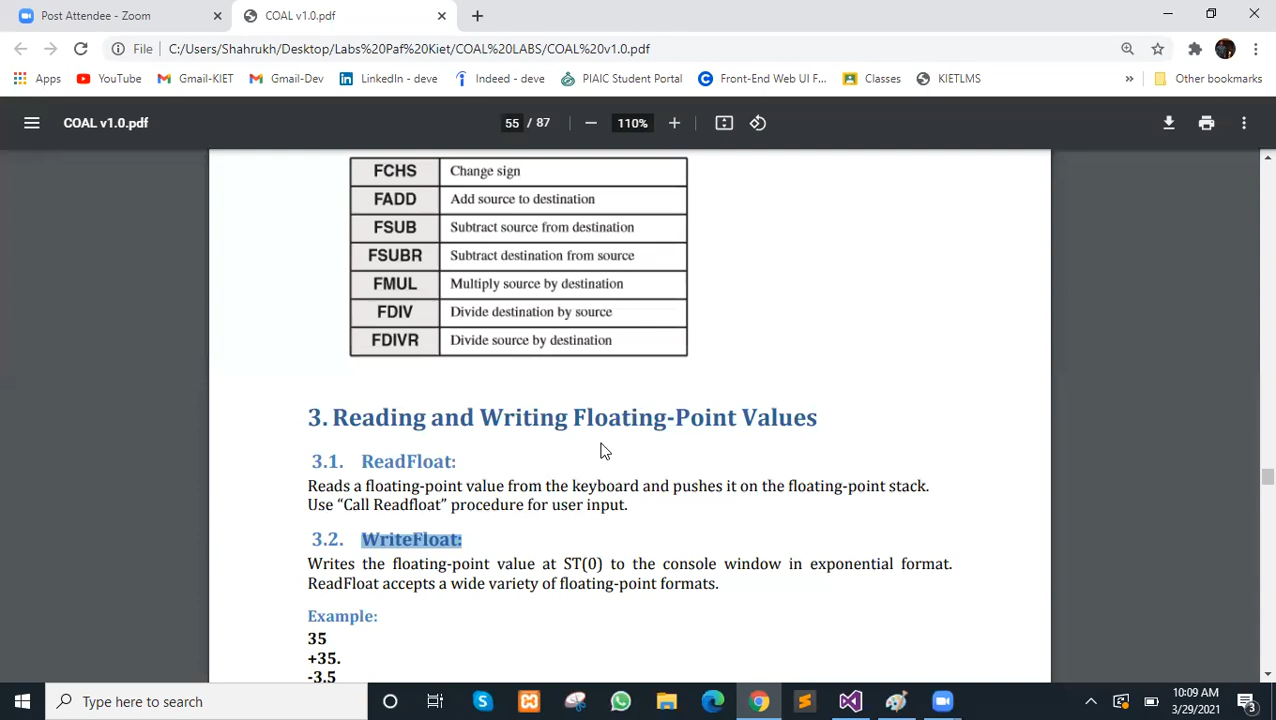 Post Attendee - Zoom
COAL v1.0.pdf
File
C:/Users/Shahrukh/Desktop/Labs%20Paf%20Kiet/COAL%20LABS/COAL%20v1.0.pdf
Apps YouTube Gmail-KIET Gmail-Dev LinkedIn - deve Indeed - deve PIAIC Student Portal Front-End Web UI F... Classes KIETLMS » Other bookmarks
COAL v1.0.pdf 55 / 87 110%
FCHS Change sign
FADD Add source to destination
FSUB Subtract source from destination
FSUBR Subtract destination from source
FMUL Multiply source by destination
FDIV Divide destination by source
FDIVR Divide source by destination
3. Reading and Writing Floating-Point Values
3.1. ReadFloat:
Reads a floating-point value from the keyboard and pushes it on the floating-point stack.
Use “Call Readfloat” procedure for user input.
3.2. WriteFloat:
Writes the floating-point value at ST(0) to the console window in exponential format.
ReadFloat accepts a wide variety of floating-point formats.
Example:
35
+35.
-3.5
Type here to search
10:09 AM
3/29/2021
3